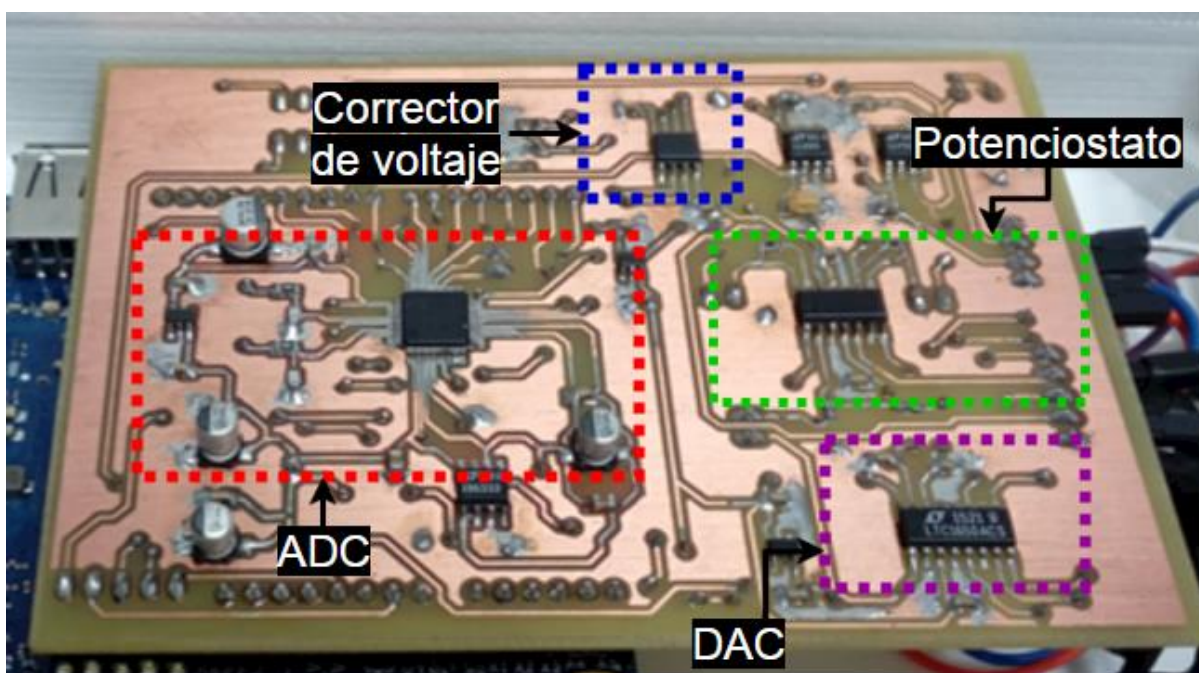 Corrector
de voltaje
Potenciostato
ADC
DAC